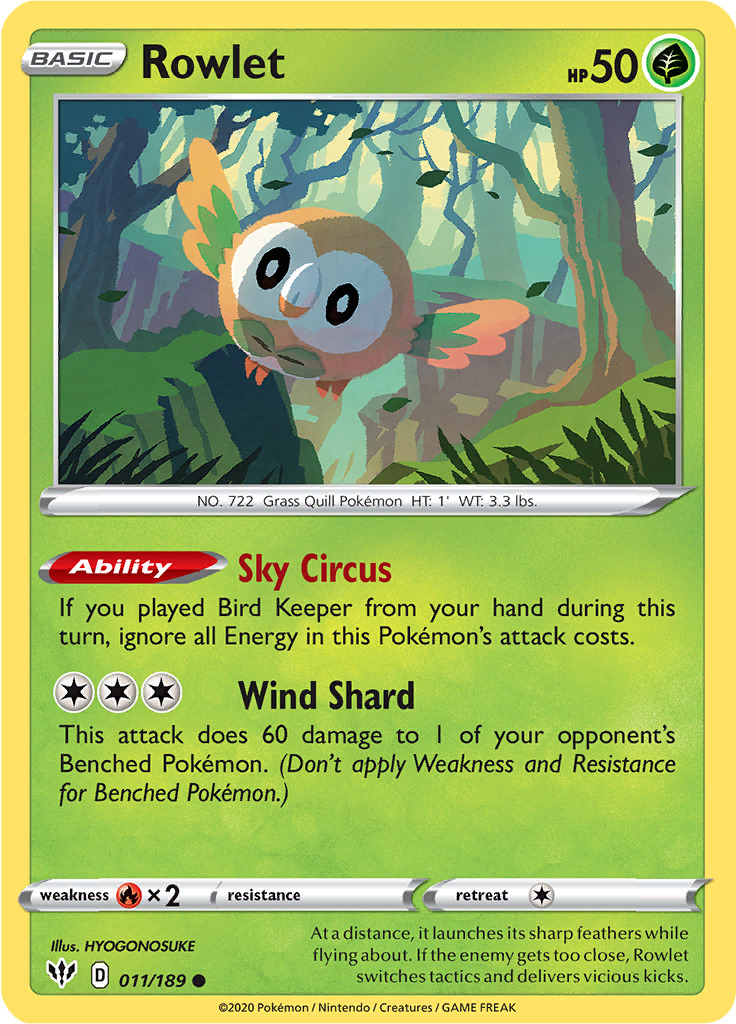 BASIC Rowlet HP 50
NO. 722 Grass Quill Pokémon HT: 1' WT: 3.3 lbs.
Ability Sky Circus
If you played Bird Keeper from your hand during this
turn, ignore all Energy in this Pokémon's attack costs.
Wind Shard
This attack does 60 damage to 1 of your opponent's
Benched Pokémon. (Don't apply Weakness and Resistance
for Benched Pokémon.)
weakness ×2 resistance retreat
Illus. HYOGONOSUKE
D 011/189
At a distance, it launches its sharp feathers while
flying about. If the enemy gets too close, Rowlet
switches tactics and delivers vicious kicks.
©2020 Pokémon / Nintendo / Creatures / GAME FREAK